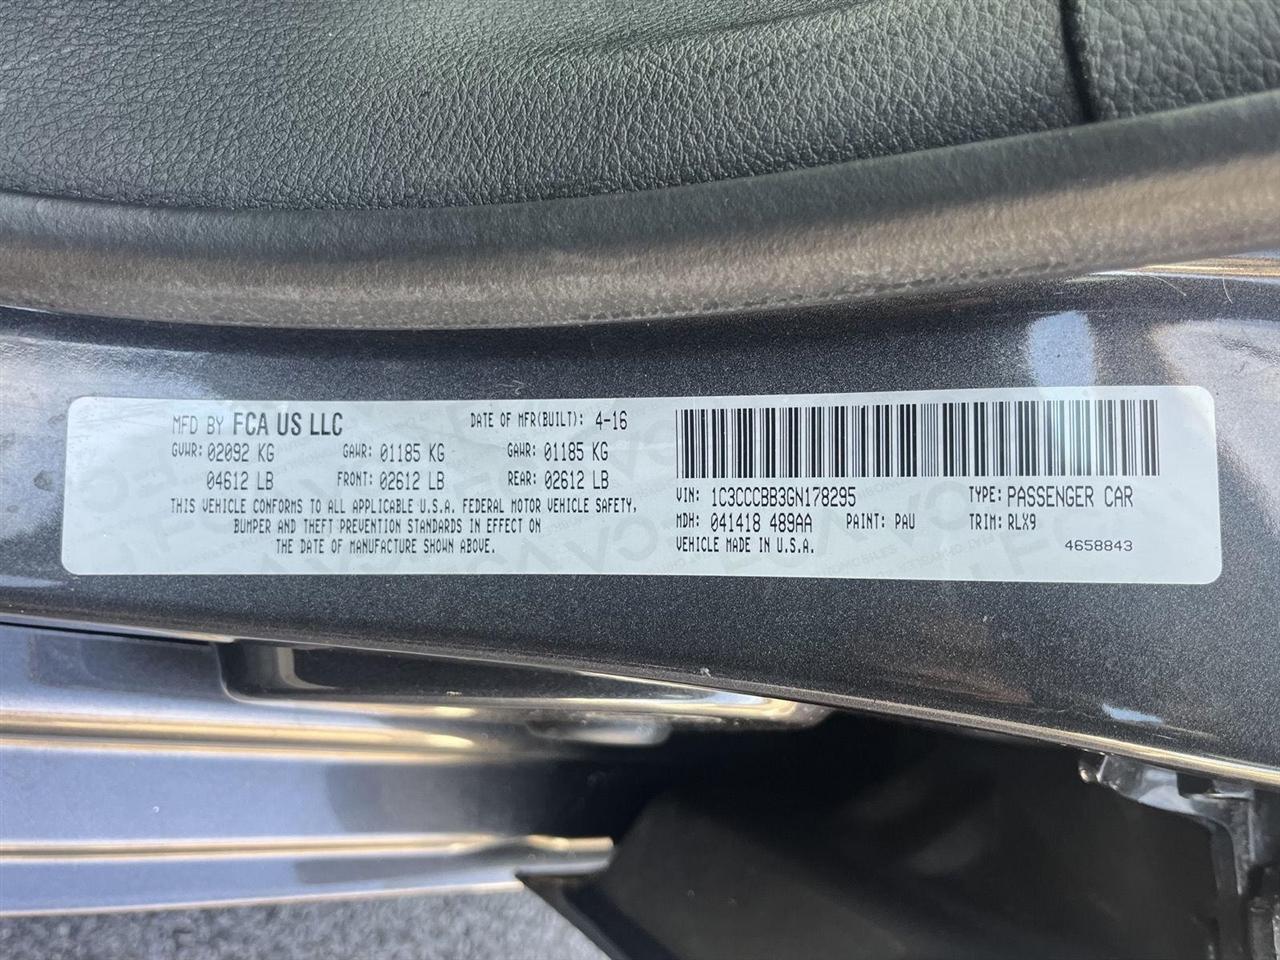 MFD BY FCA US LLC DATE OF MFR(BUILT): 4-16
GVWR: 02092 KG GAWR: 01185 KG GAWR: 01185 KG
04612 LB FRONT: 02612 LB REAR: 02612 LB
THIS VEHICLE CONFORMS TO ALL APPLICABLE U.S.A. FEDERAL MOTOR VEHICLE SAFETY,
BUMPER AND THEFT PREVENTION STANDARDS IN EFFECT ON
THE DATE OF MANUFACTURE SHOWN ABOVE.
VIN: 1C3CCCBB3GN178295 TYPE: PASSENGER CAR
MDH: 041418 489AA PAINT: PAU TRIM: RLX9
VEHICLE MADE IN U.S.A. 4658843